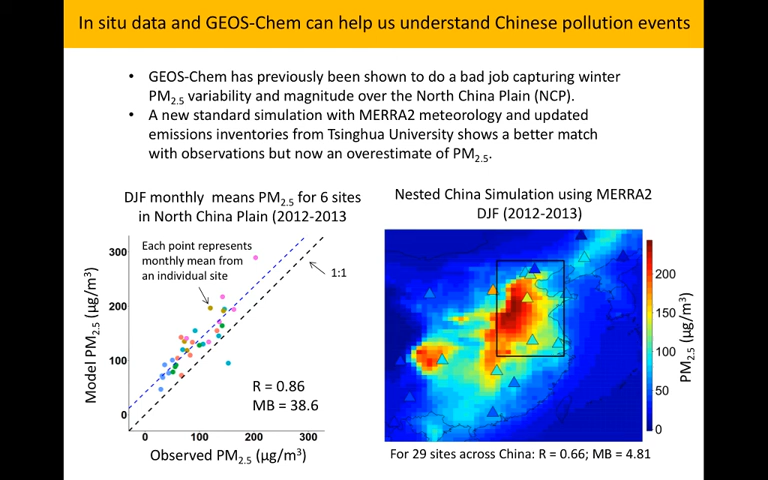 In situ data and GEOS-Chem can help us understand Chinese pollution events
• GEOS-Chem has previously been shown to do a bad job capturing winter
PM2.5 variability and magnitude over the North China Plain (NCP).
• A new standard simulation with MERRA2 meteorology and updated
emissions inventories from Tsinghua University shows a better match
with observations but now an overestimate of PM2.5.
DJF monthly means PM2.5 for 6 sites
in North China Plain (2012-2013
Each point represents
monthly mean from
an individual site
1:1
300
200
100
0
Model PM2.5 (µg/m³)
R = 0.86
MB = 38.6
0 100 200 300
Observed PM2.5 (µg/m³)
Nested China Simulation using MERRA2
DJF (2012-2013)
200
150
100
50
0
PM2.5 (µg/m³)
For 29 sites across China: R = 0.66; MB = 4.81